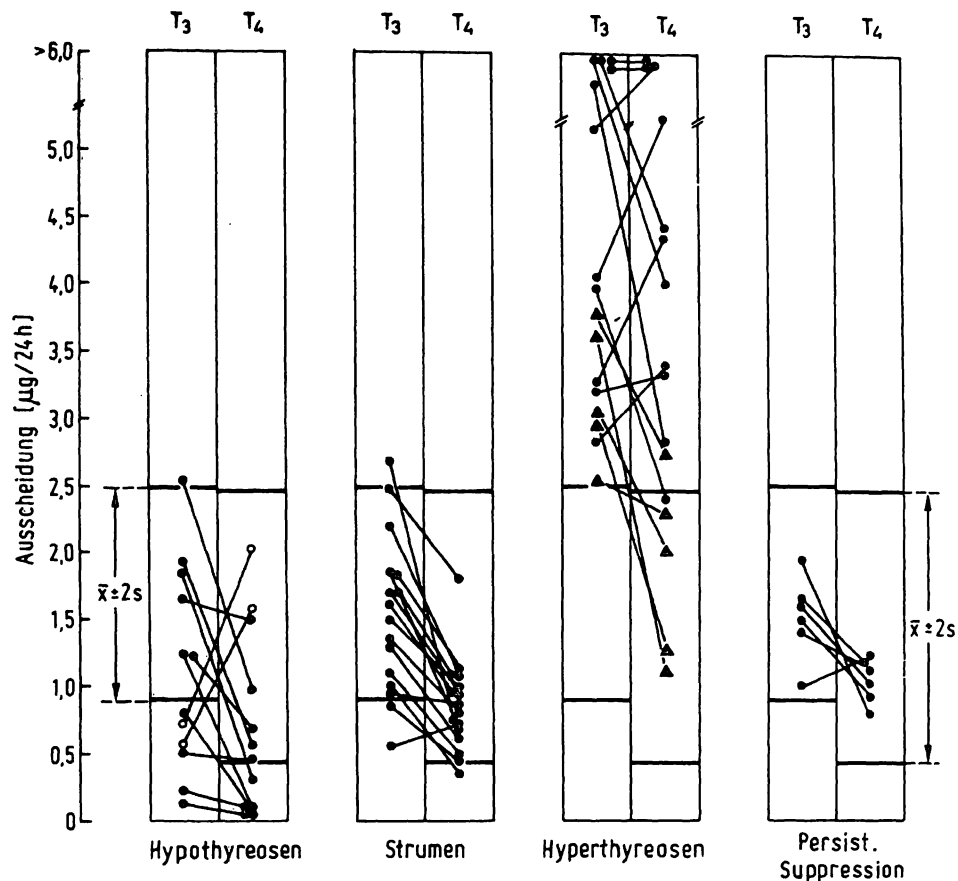 T3 T4 T3 T4 T3 T4 T3 T4
>6,0
5,0
4,5
4,0
3,5
3,0
2,5
2,0
1,5
1,0
0,5
0
Ausscheidung [µg/24h]
x̄±2s
x̄±2s
Hypothyreosen
Strumen
Hyperthyreosen
Persist.
Suppression